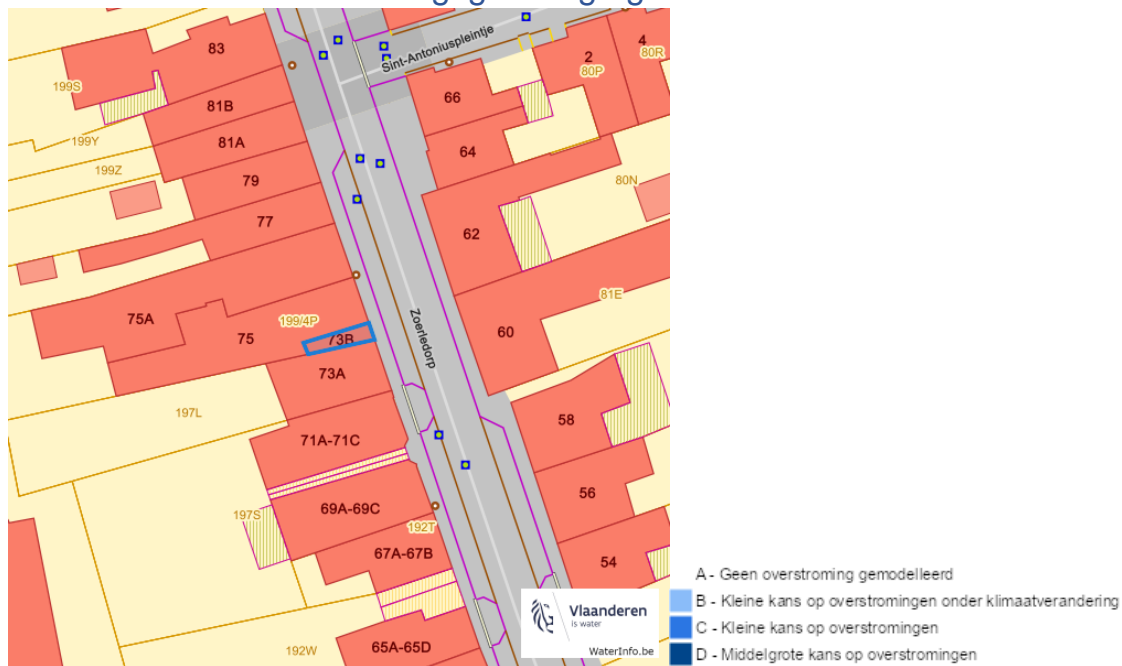 83
Sint-Antoniuspleintje
2
4
80P
80R
199S
66
81B
81A
64
199Y
199Z
79
80N
77
62
81E
75A
199/4P
75
73B
Zoerledorp
60
73A
197L
58
71A-71C
56
69A-69C
197S
192T
67A-67B
54
A - Geen overstroming gemodelleerd
B - Kleine kans op overstromingen onder klimaatverandering
Vlaanderen
is water
C - Kleine kans op overstromingen
WaterInfo.be
192W
65A-65D
D - Middelgrote kans op overstromingen